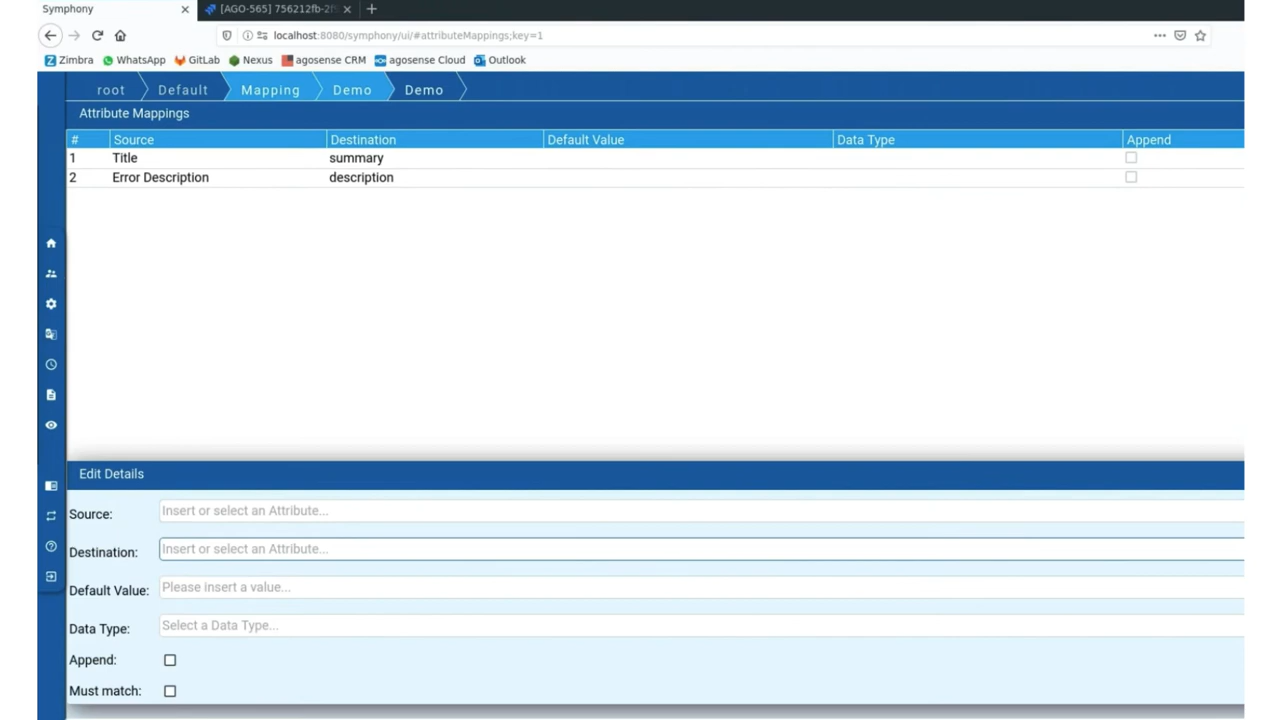 Symphony
[AGO-565] 756212fb-2f
localhost:8080/symphony/ui/#attributeMappings;key=1
Zimbra WhatsApp GitLab Nexus agosense CRM agosense Cloud Outlook
root Default Mapping Demo Demo
Attribute Mappings
# Source Destination Default Value Data Type Append
1 Title summary
2 Error Description description
Edit Details
Source: Insert or select an Attribute...
Destination: Insert or select an Attribute...
Default Value: Please insert a value...
Data Type: Select a Data Type...
Append:
Must match: